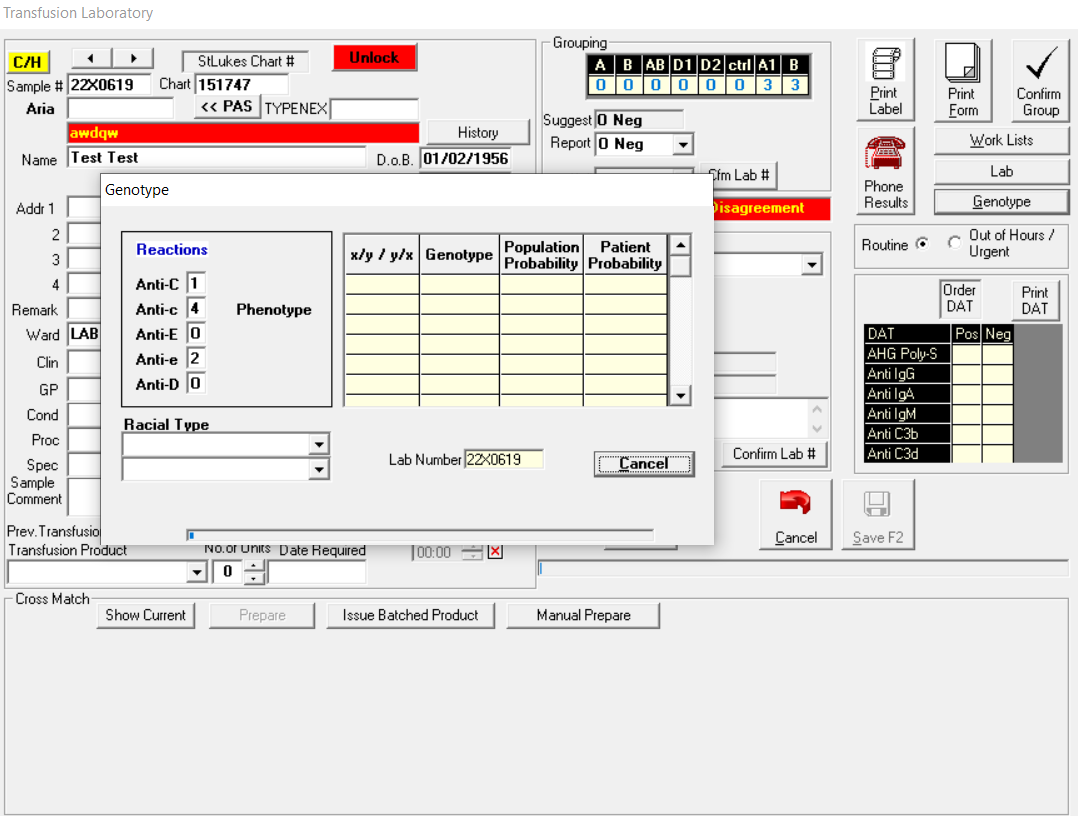 Transfusion Laboratory
C/H
StLukes Chart #
Unlock
Sample # 22X0619 Chart 151747
Aria << PAS TYPENEX
awdqw
History
Name Test Test D.o.B. 01/02/1956
Addr 1
2
3
4
Remark
Ward LAB
Clin
GP
Cond
Proc
Spec
Sample
Comment
Prev.Transfusio
Transfusion Product No.of Units Date Required 00:00
0
Grouping
A B AB D1 D2 ctrl A1 B
0 0 0 0 0 0 3 3
Suggest O Neg
Report O Neg
Cfm Lab #
Disagreement
Confirm Lab #
Print
Label
Print
Form
Confirm
Group
Phone
Results
Work Lists
Lab
Genotype
Routine
Out of Hours /
Urgent
Order
DAT
Print
DAT
DAT Pos Neg
AHG Poly-S
Anti IgG
Anti IgA
Anti IgM
Anti C3b
Anti C3d
Cancel
Save F2
Genotype
Reactions
Anti-C 1
Anti-c 4
Anti-E 0
Anti-e 2
Anti-D 0
Phenotype
x/y / y/x Genotype Population Probability Patient Probability
Racial Type
Lab Number 22X0619
Cancel
Cross Match
Show Current
Prepare
Issue Batched Product
Manual Prepare